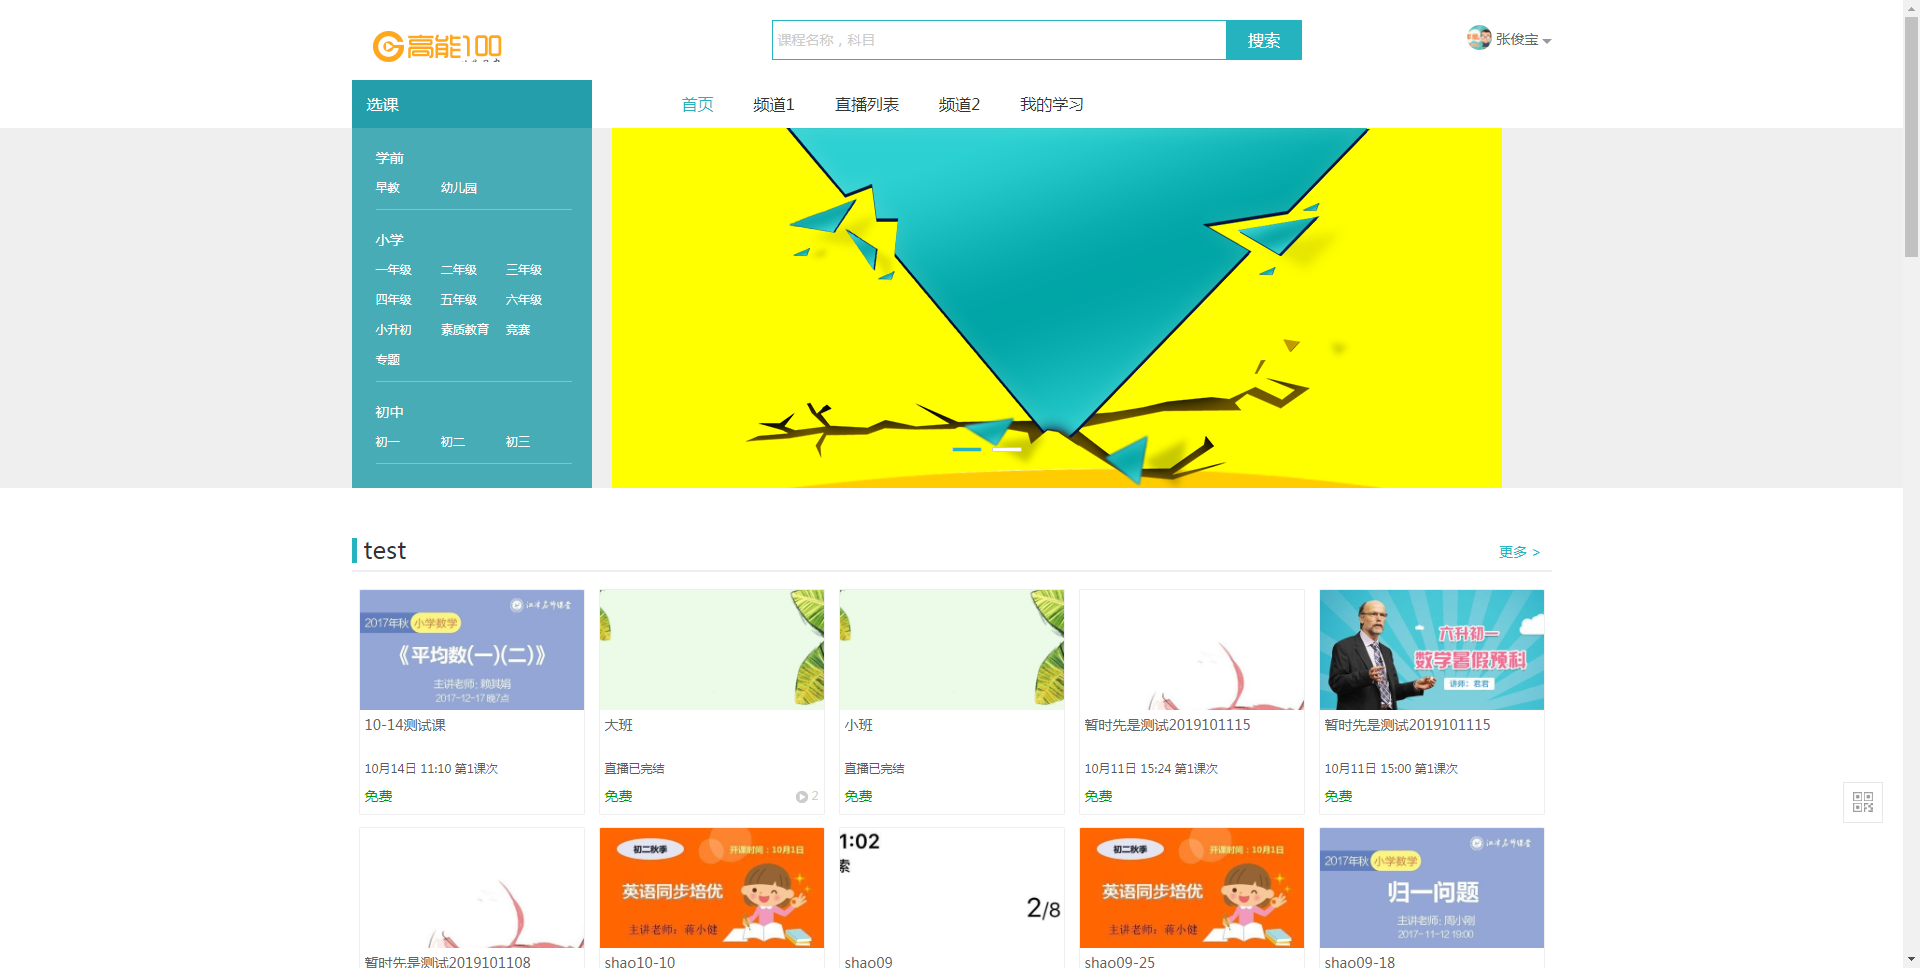 高能100
课程名称，科目
搜索
张俊宝
选课
首页
频道1
直播列表
频道2
我的学习
学前
早教 幼儿园
小学
一年级 二年级 三年级
四年级 五年级 六年级
小升初 素质教育 竞赛
专题
初中
初一 初二 初三
test
更多 >
2017年秋 小学数学
《平均数(一)(二)》
主讲老师: 赖其娟
2017-12-17 晚7点
10-14测试课
10月14日 11:10 第1课次
免费
大班
直播已完结
免费
2
小班
直播已完结
免费
暂时先是测试2019101115
10月11日 15:24 第1课次
免费
六升初一
数学暑假预科
讲师：君君
暂时先是测试2019101115
10月11日 15:00 第1课次
免费
暂时先是测试2019101108
初二秋季
开课时间：10月1日
英语同步培优
主讲老师：蒋小健
shao10-10
1:02
索
2/8
shao09
初二秋季
开课时间：10月1日
英语同步培优
主讲老师：蒋小健
shao09-25
2017年秋 小学数学
归一问题
主讲老师: 周小刚
2017-11-12 19:00
shao09-18